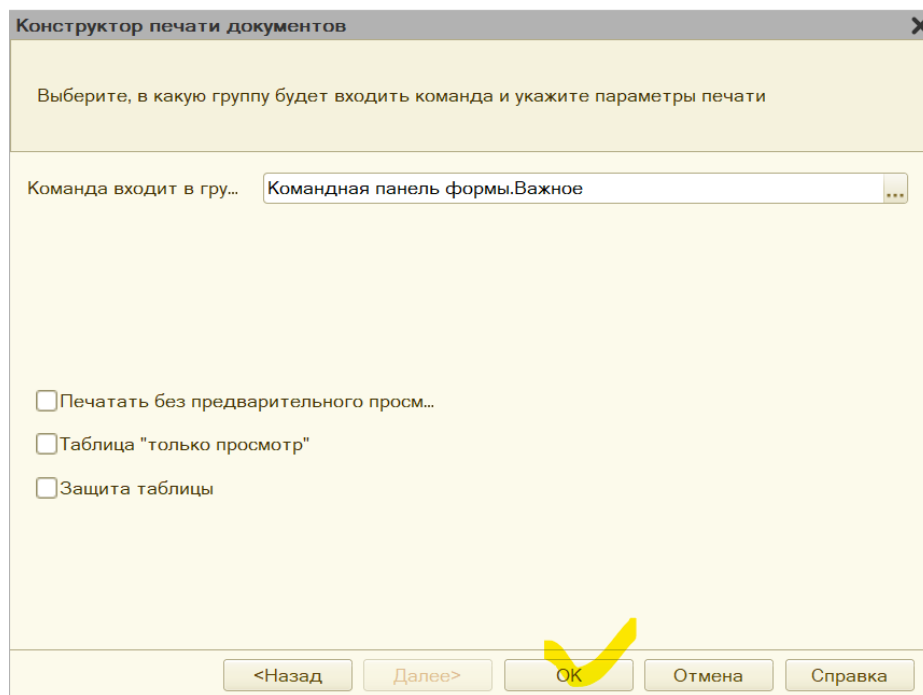 Конструктор печати документов
Выберите, в какую группу будет входить команда и укажите параметры печати
Команда входит в гру... Командная панель формы.Важное ...
Печатать без предварительного просм...
Таблица "только просмотр"
Защита таблицы
<Назад Далее> OK Отмена Справка